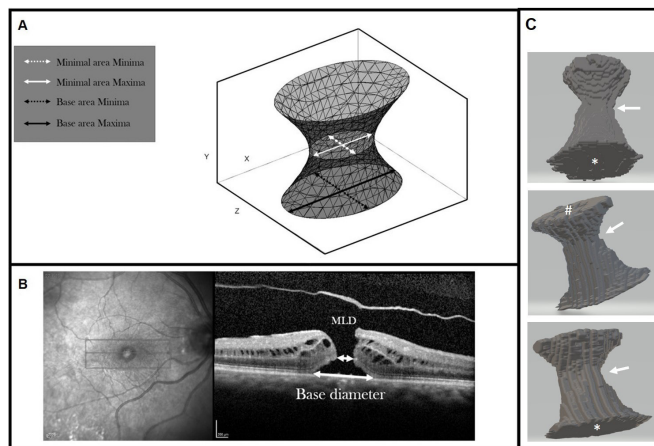 A
Minimal area Minima
Minimal area Maxima
Base area Minima
Base area Maxima
Y
X
Z
B
MLD
Base diameter
C
*
#
*